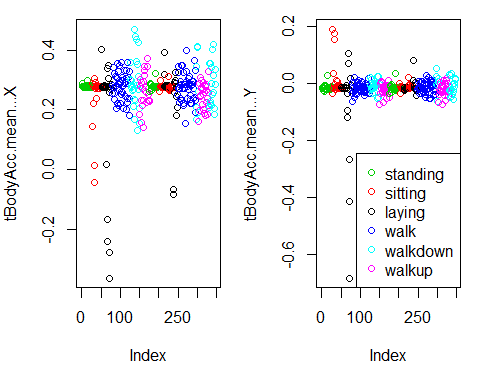 tBodyAcc.mean...X
0.4
0.2
0.0
-0.2
0
100
250
Index
tBodyAcc.mean...Y
0.2
0.0
-0.2
-0.4
-0.6
0
100
250
Index
standing
sitting
laying
walk
walkdown
walkup